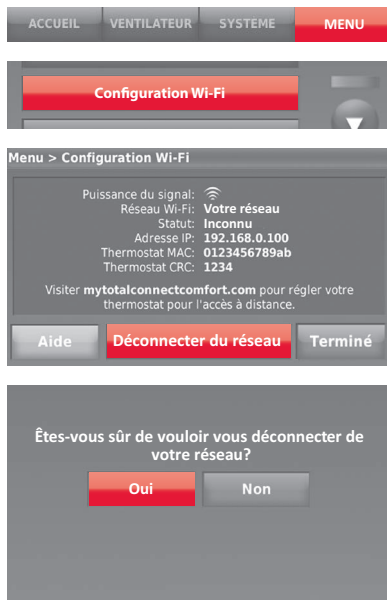 ACCUEIL VENTILATEUR SYSTEME MENU
Configuration Wi-Fi
Menu > Configuration Wi-Fi
Puissance du signal:
Réseau Wi-Fi: Votre réseau
Statut: Inconnu
Adresse IP: 192.168.0.100
Thermostat MAC: 0123456789ab
Thermostat CRC: 1234
Visiter mytotalconnectcomfort.com pour régler votre
thermostat pour l'accès à distance.
Aide Déconnecter du réseau Terminé
Êtes-vous sûr de vouloir vous déconnecter de
votre réseau?
Oui Non